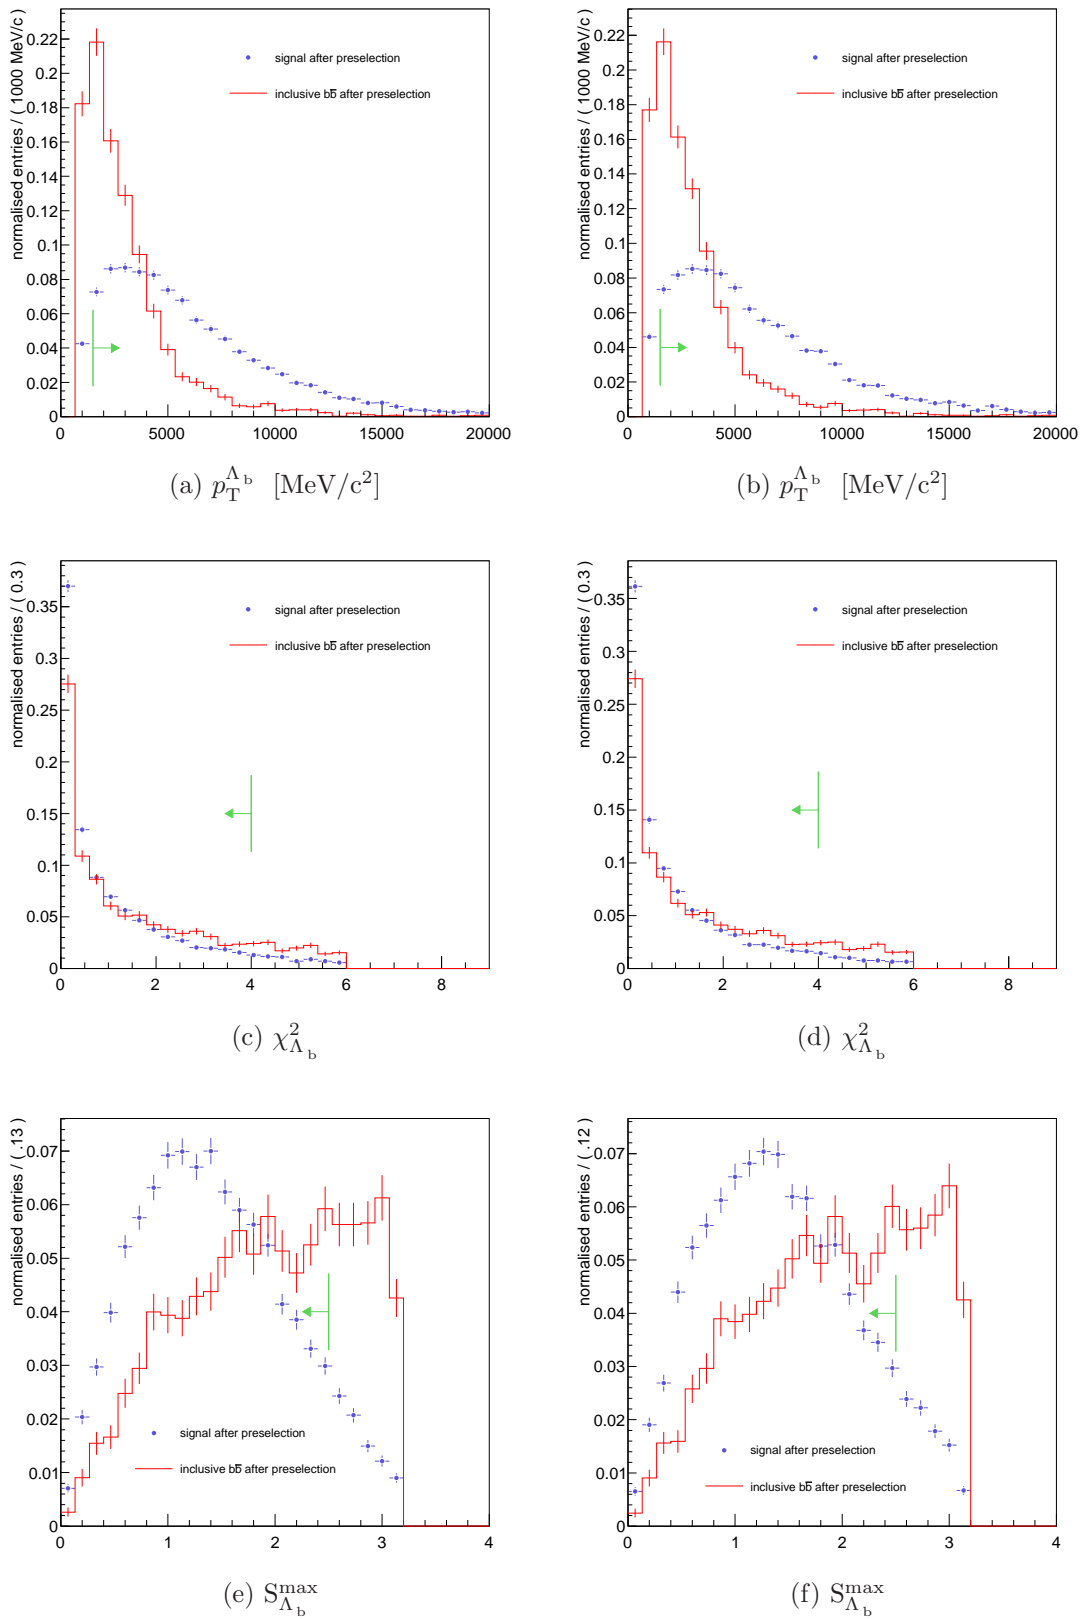 normalised entries / ( 1000 MeV/c )
0.22
0.2
0.18
0.16
0.14
0.12
0.1
0.08
0.06
0.04
0.02
0
signal after preselection
inclusive bb̅ after preselection
0 5000 10000 15000 20000
(a) p_T^{Λ_b} [MeV/c²]
normalised entries / ( 1000 MeV/c )
0.22
0.2
0.18
0.16
0.14
0.12
0.1
0.08
0.06
0.04
0.02
0
signal after preselection
inclusive bb̅ after preselection
0 5000 10000 15000 20000
(b) p_T^{Λ_b} [MeV/c²]
normalised entries / ( 0.3 )
0.35
0.3
0.25
0.2
0.15
0.1
0.05
0
signal after preselection
inclusive bb̅ after preselection
0 2 4 6 8
(c) χ²_{Λ_b}
normalised entries / ( 0.3 )
0.35
0.3
0.25
0.2
0.15
0.1
0.05
0
signal after preselection
inclusive bb̅ after preselection
0 2 4 6 8
(d) χ²_{Λ_b}
normalised entries / ( .13 )
0.07
0.06
0.05
0.04
0.03
0.02
0.01
0
signal after preselection
inclusive bb̅ after preselection
0 1 2 3 4
(e) S^{max}_{Λ_b}
normalised entries / ( .12 )
0.07
0.06
0.05
0.04
0.03
0.02
0.01
0
signal after preselection
inclusive bb̅ after preselection
0 1 2 3 4
(f) S^{max}_{Λ_b}